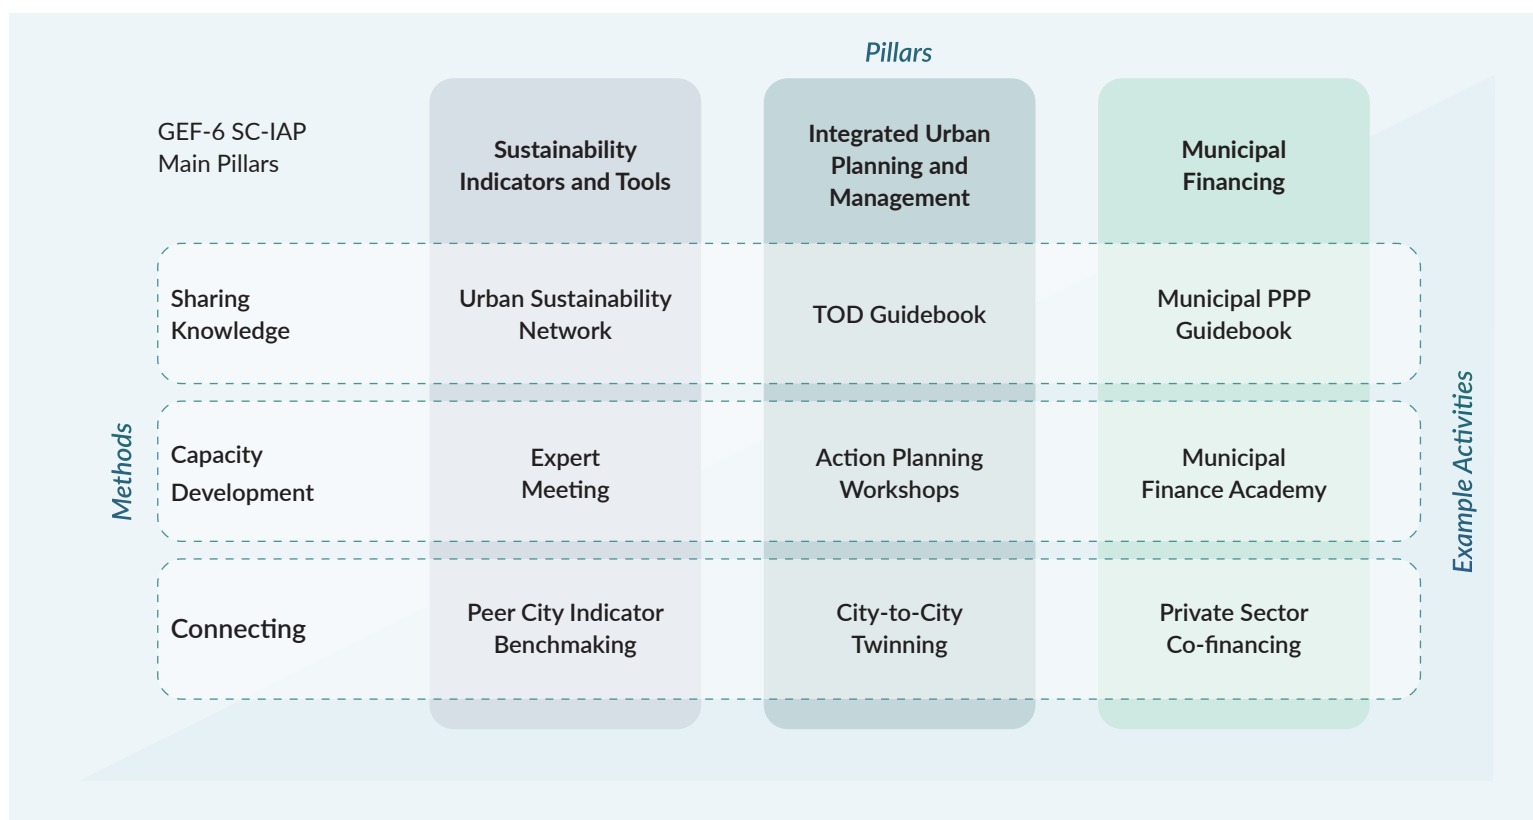 Pillars
GEF-6 SC-IAP
Main Pillars
Sustainability
Indicators and Tools
Integrated Urban
Planning and
Management
Municipal
Financing
Methods
Sharing
Knowledge
Urban Sustainability
Network
TOD Guidebook
Municipal PPP
Guidebook
Capacity
Development
Expert
Meeting
Action Planning
Workshops
Municipal
Finance Academy
Connecting
Peer City Indicator
Benchmaking
City-to-City
Twinning
Private Sector
Co-financing
Example Activities